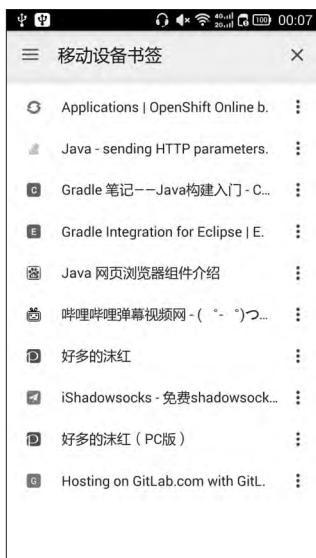 00:07
移动设备书签
Applications | OpenShift Online b.
Java - sending HTTP parameters.
C Gradle 笔记——Java构建入门 - C...
E Gradle Integration for Eclipse | E.
Java 网页浏览器组件介绍
哔哩哔哩弹幕视频网 - ( ゜- ゜)つ...
好多的沫红
iShadowsocks - 免费shadowsock...
好多的沫红（PC版）
G Hosting on GitLab.com with GitL.